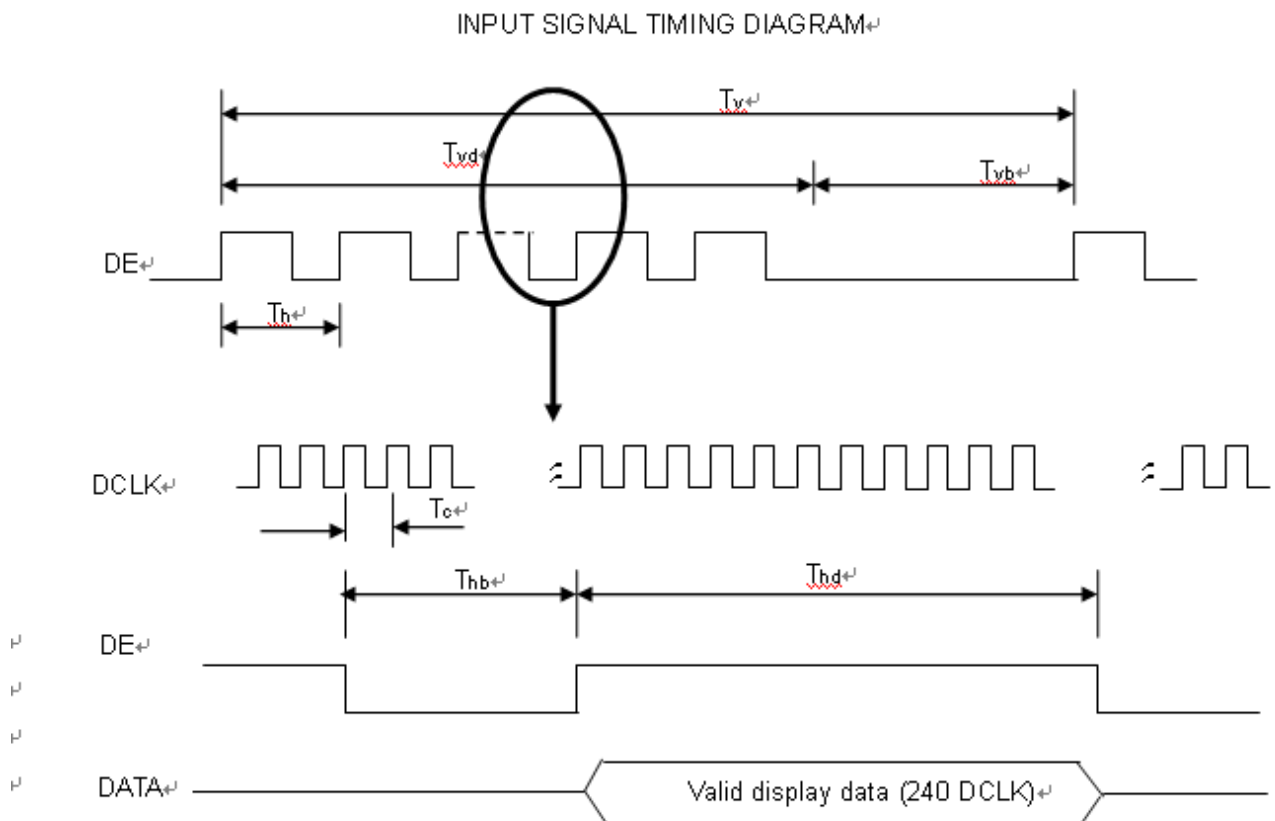 INPUT SIGNAL TIMING DIAGRAM↵
Tv↵
Tvd↵
Tvb↵
DE↵
Th↵
DCLK↵
Tc↵
Thb↵
Thd↵
DE↵
DATA↵
Valid display data (240 DCLK)↵